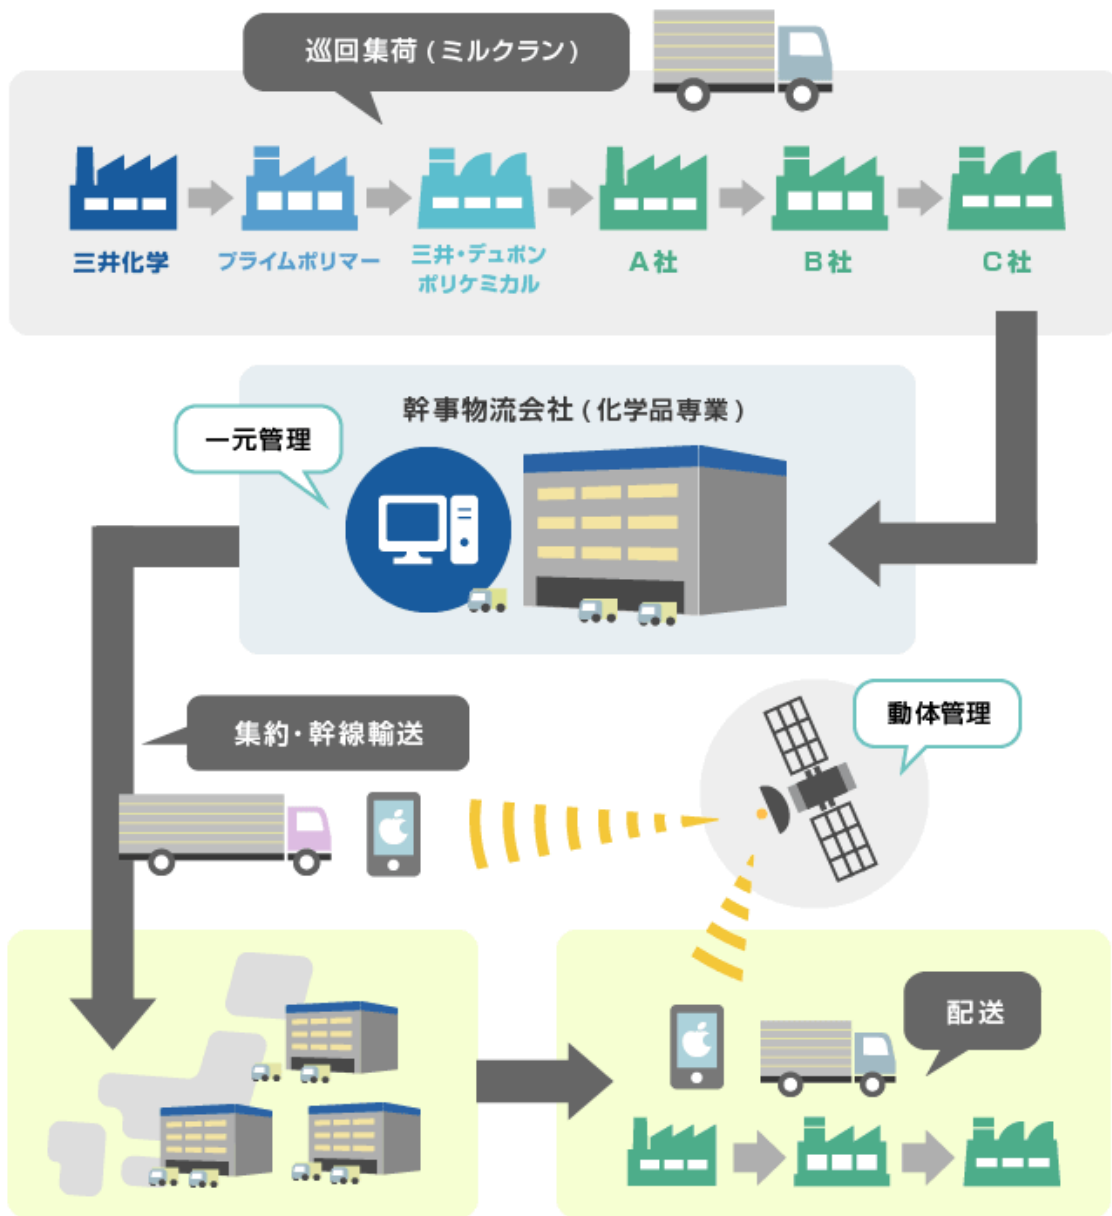 巡回集荷(ミルクラン)
三井化学
プライムポリマー
三井・デュポン
ポリケミカル
A社
B社
C社
幹事物流会社(化学品専業)
一元管理
動体管理
集約・幹線輸送
配送